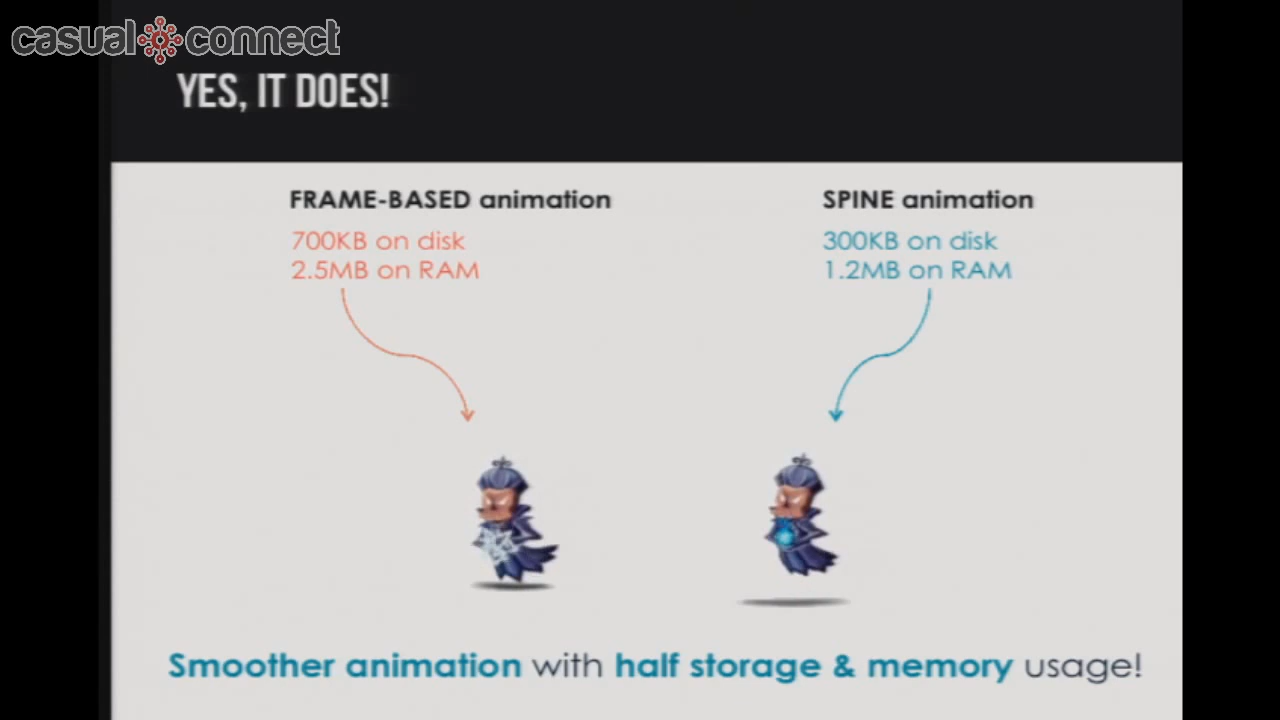 casual connect
YES, IT DOES!
FRAME-BASED animation
700KB on disk
2.5MB on RAM
SPINE animation
300KB on disk
1.2MB on RAM
Smoother animation with half storage & memory usage!